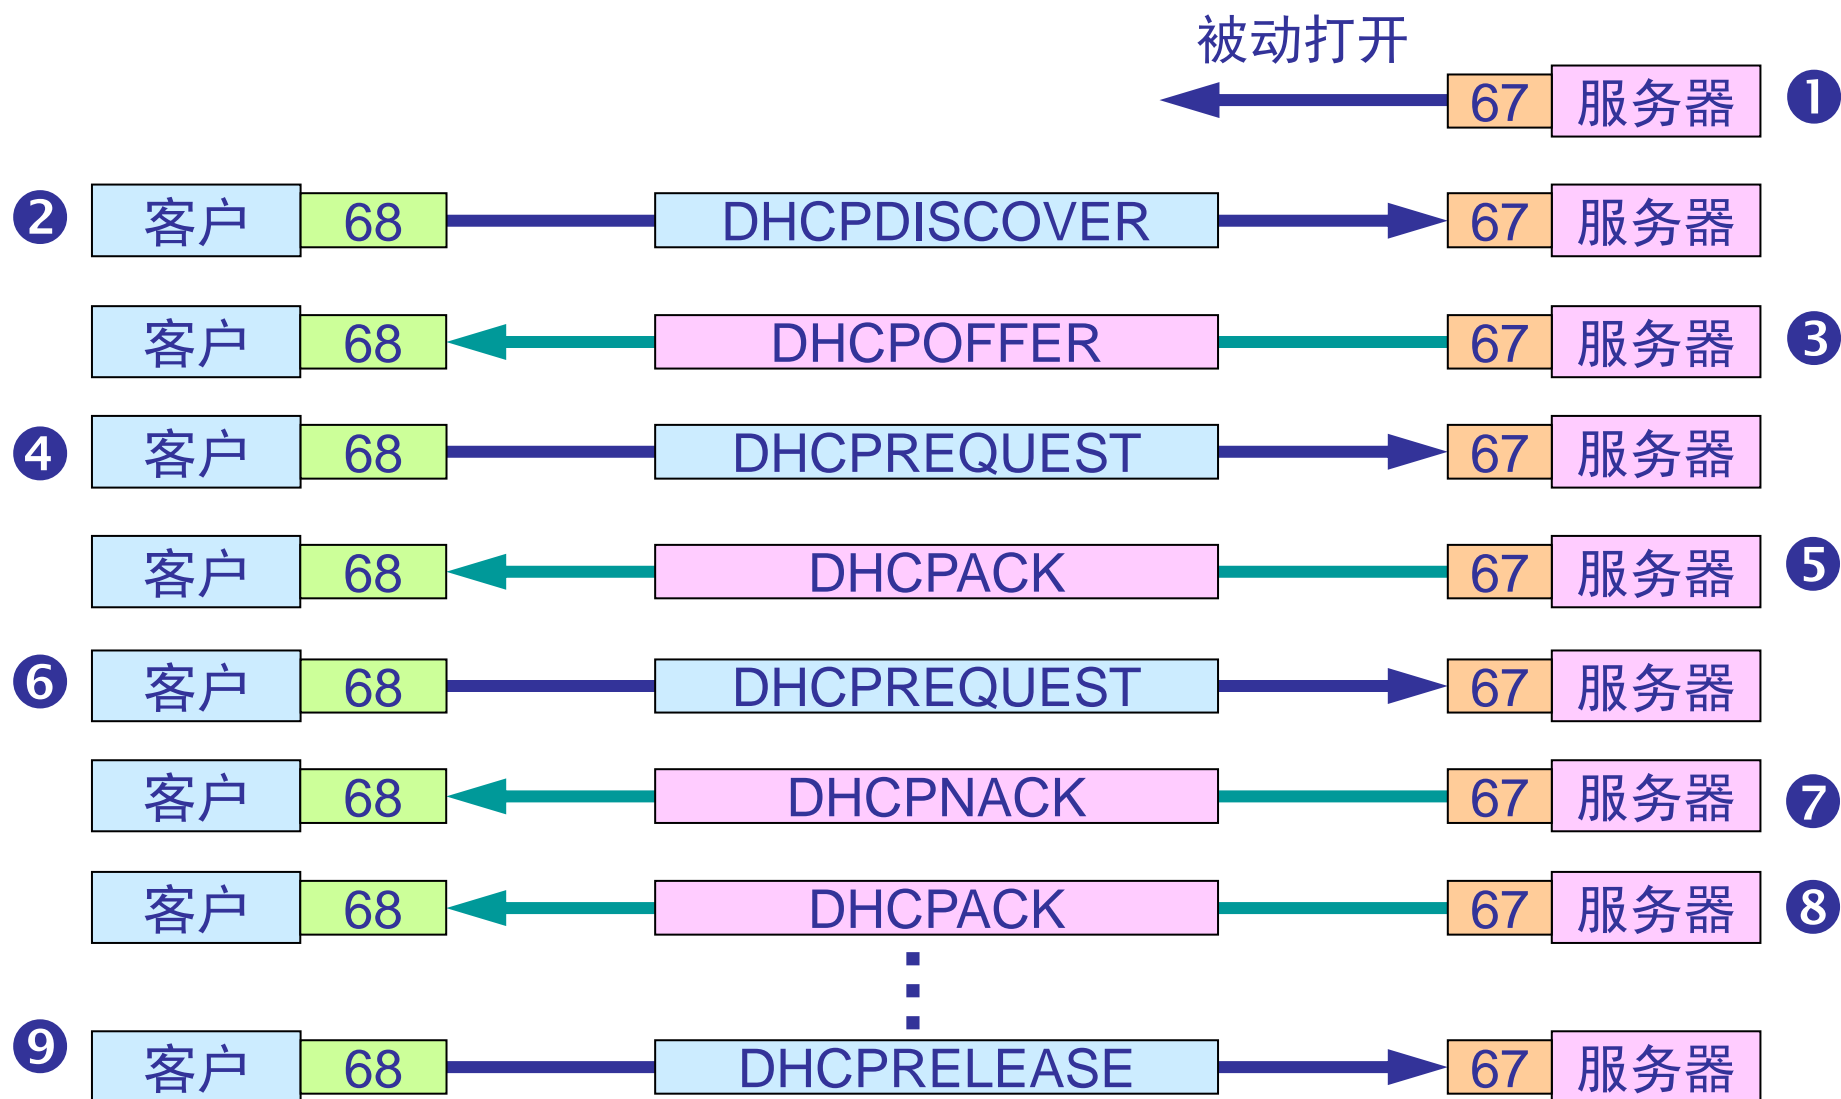 被动打开
67 服务器 ❶
❷ 客户 68 DHCPDISCOVER 67 服务器
客户 68 DHCPOFFER 67 服务器 ❸
❹ 客户 68 DHCPREQUEST 67 服务器
客户 68 DHCPACK 67 服务器 ❺
❻ 客户 68 DHCPREQUEST 67 服务器
客户 68 DHCPNACK 67 服务器 ❼
客户 68 DHCPACK 67 服务器 ❽
❾ 客户 68 DHCPRELEASE 67 服务器